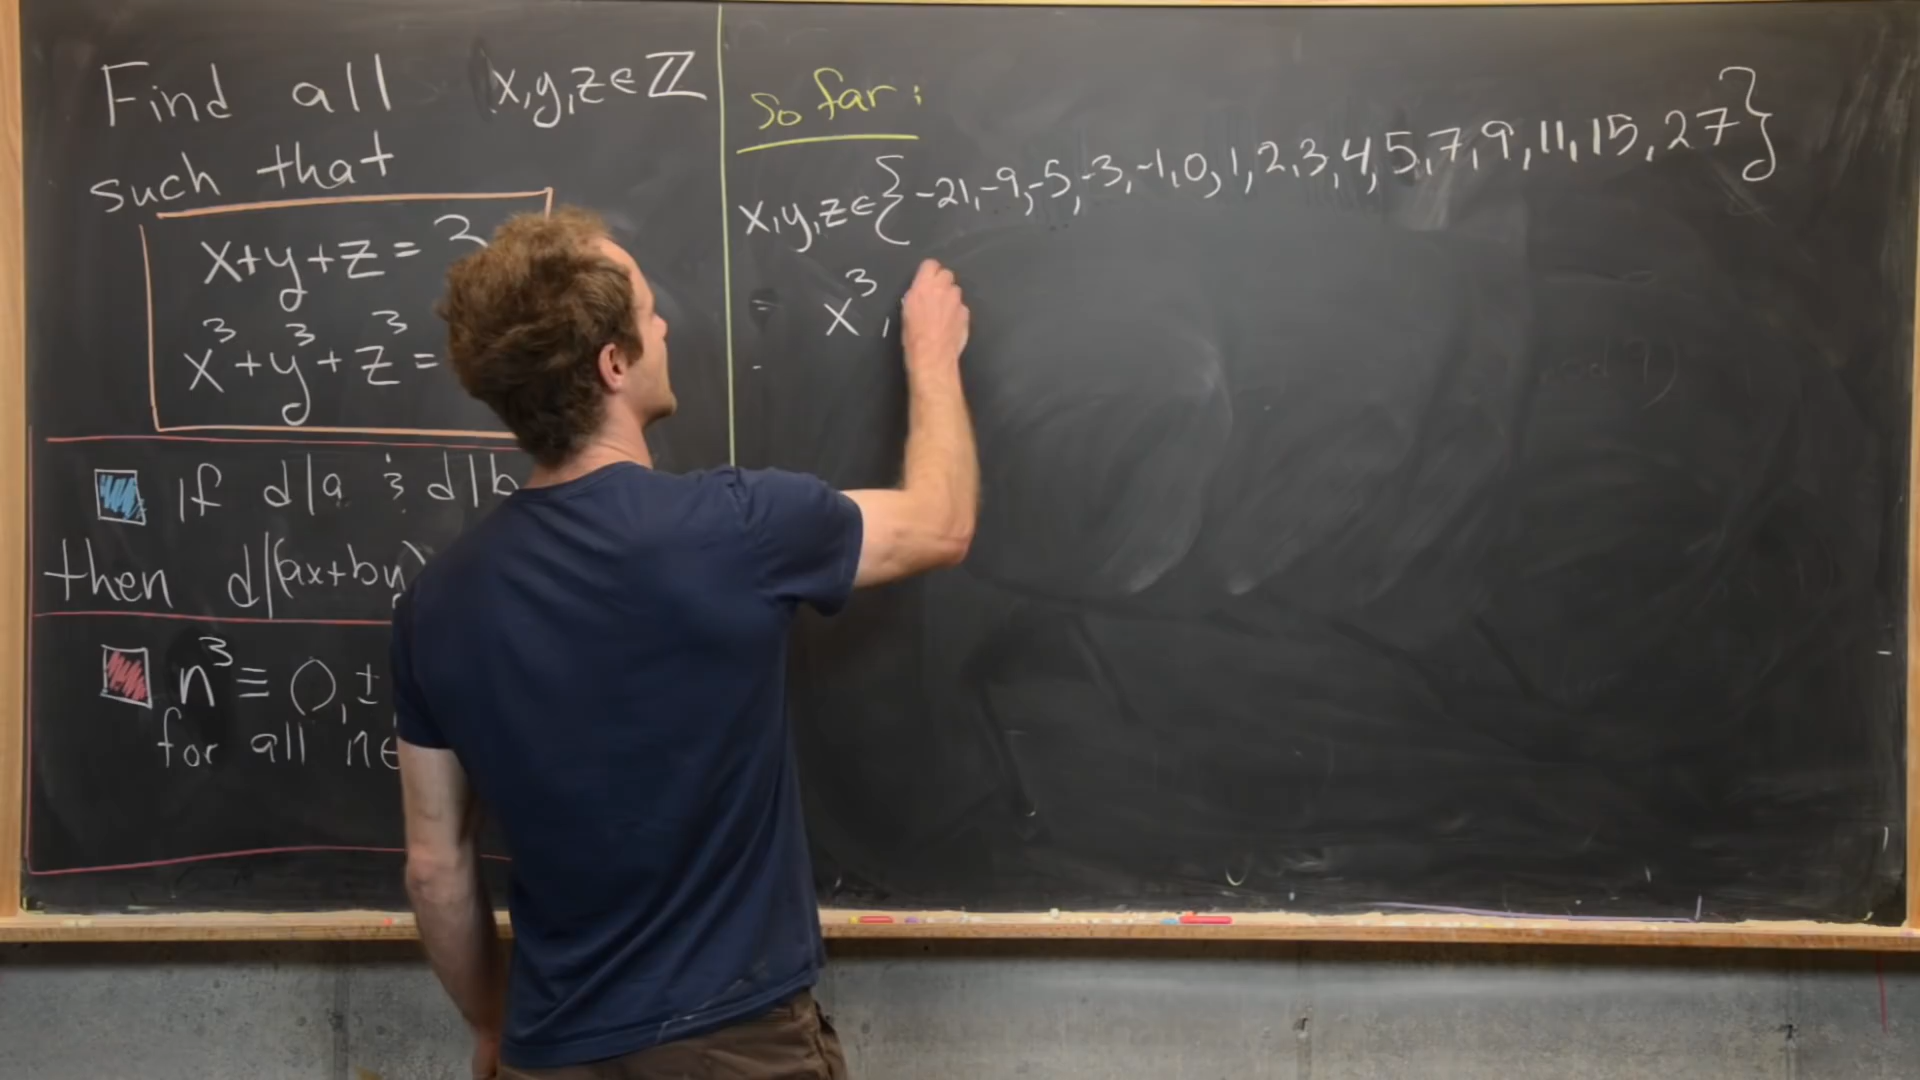 Find all x,y,z∈ℤ
such that
x+y+z=3
x³+y³+z³=
If d|a & d|b
then d|(ax+by)
n³≡0,±
for all n∈
So far:
x,y,z∈{-21,-9,-5,-3,-1,0,1,2,3,4,5,7,9,11,15,27}
x³,